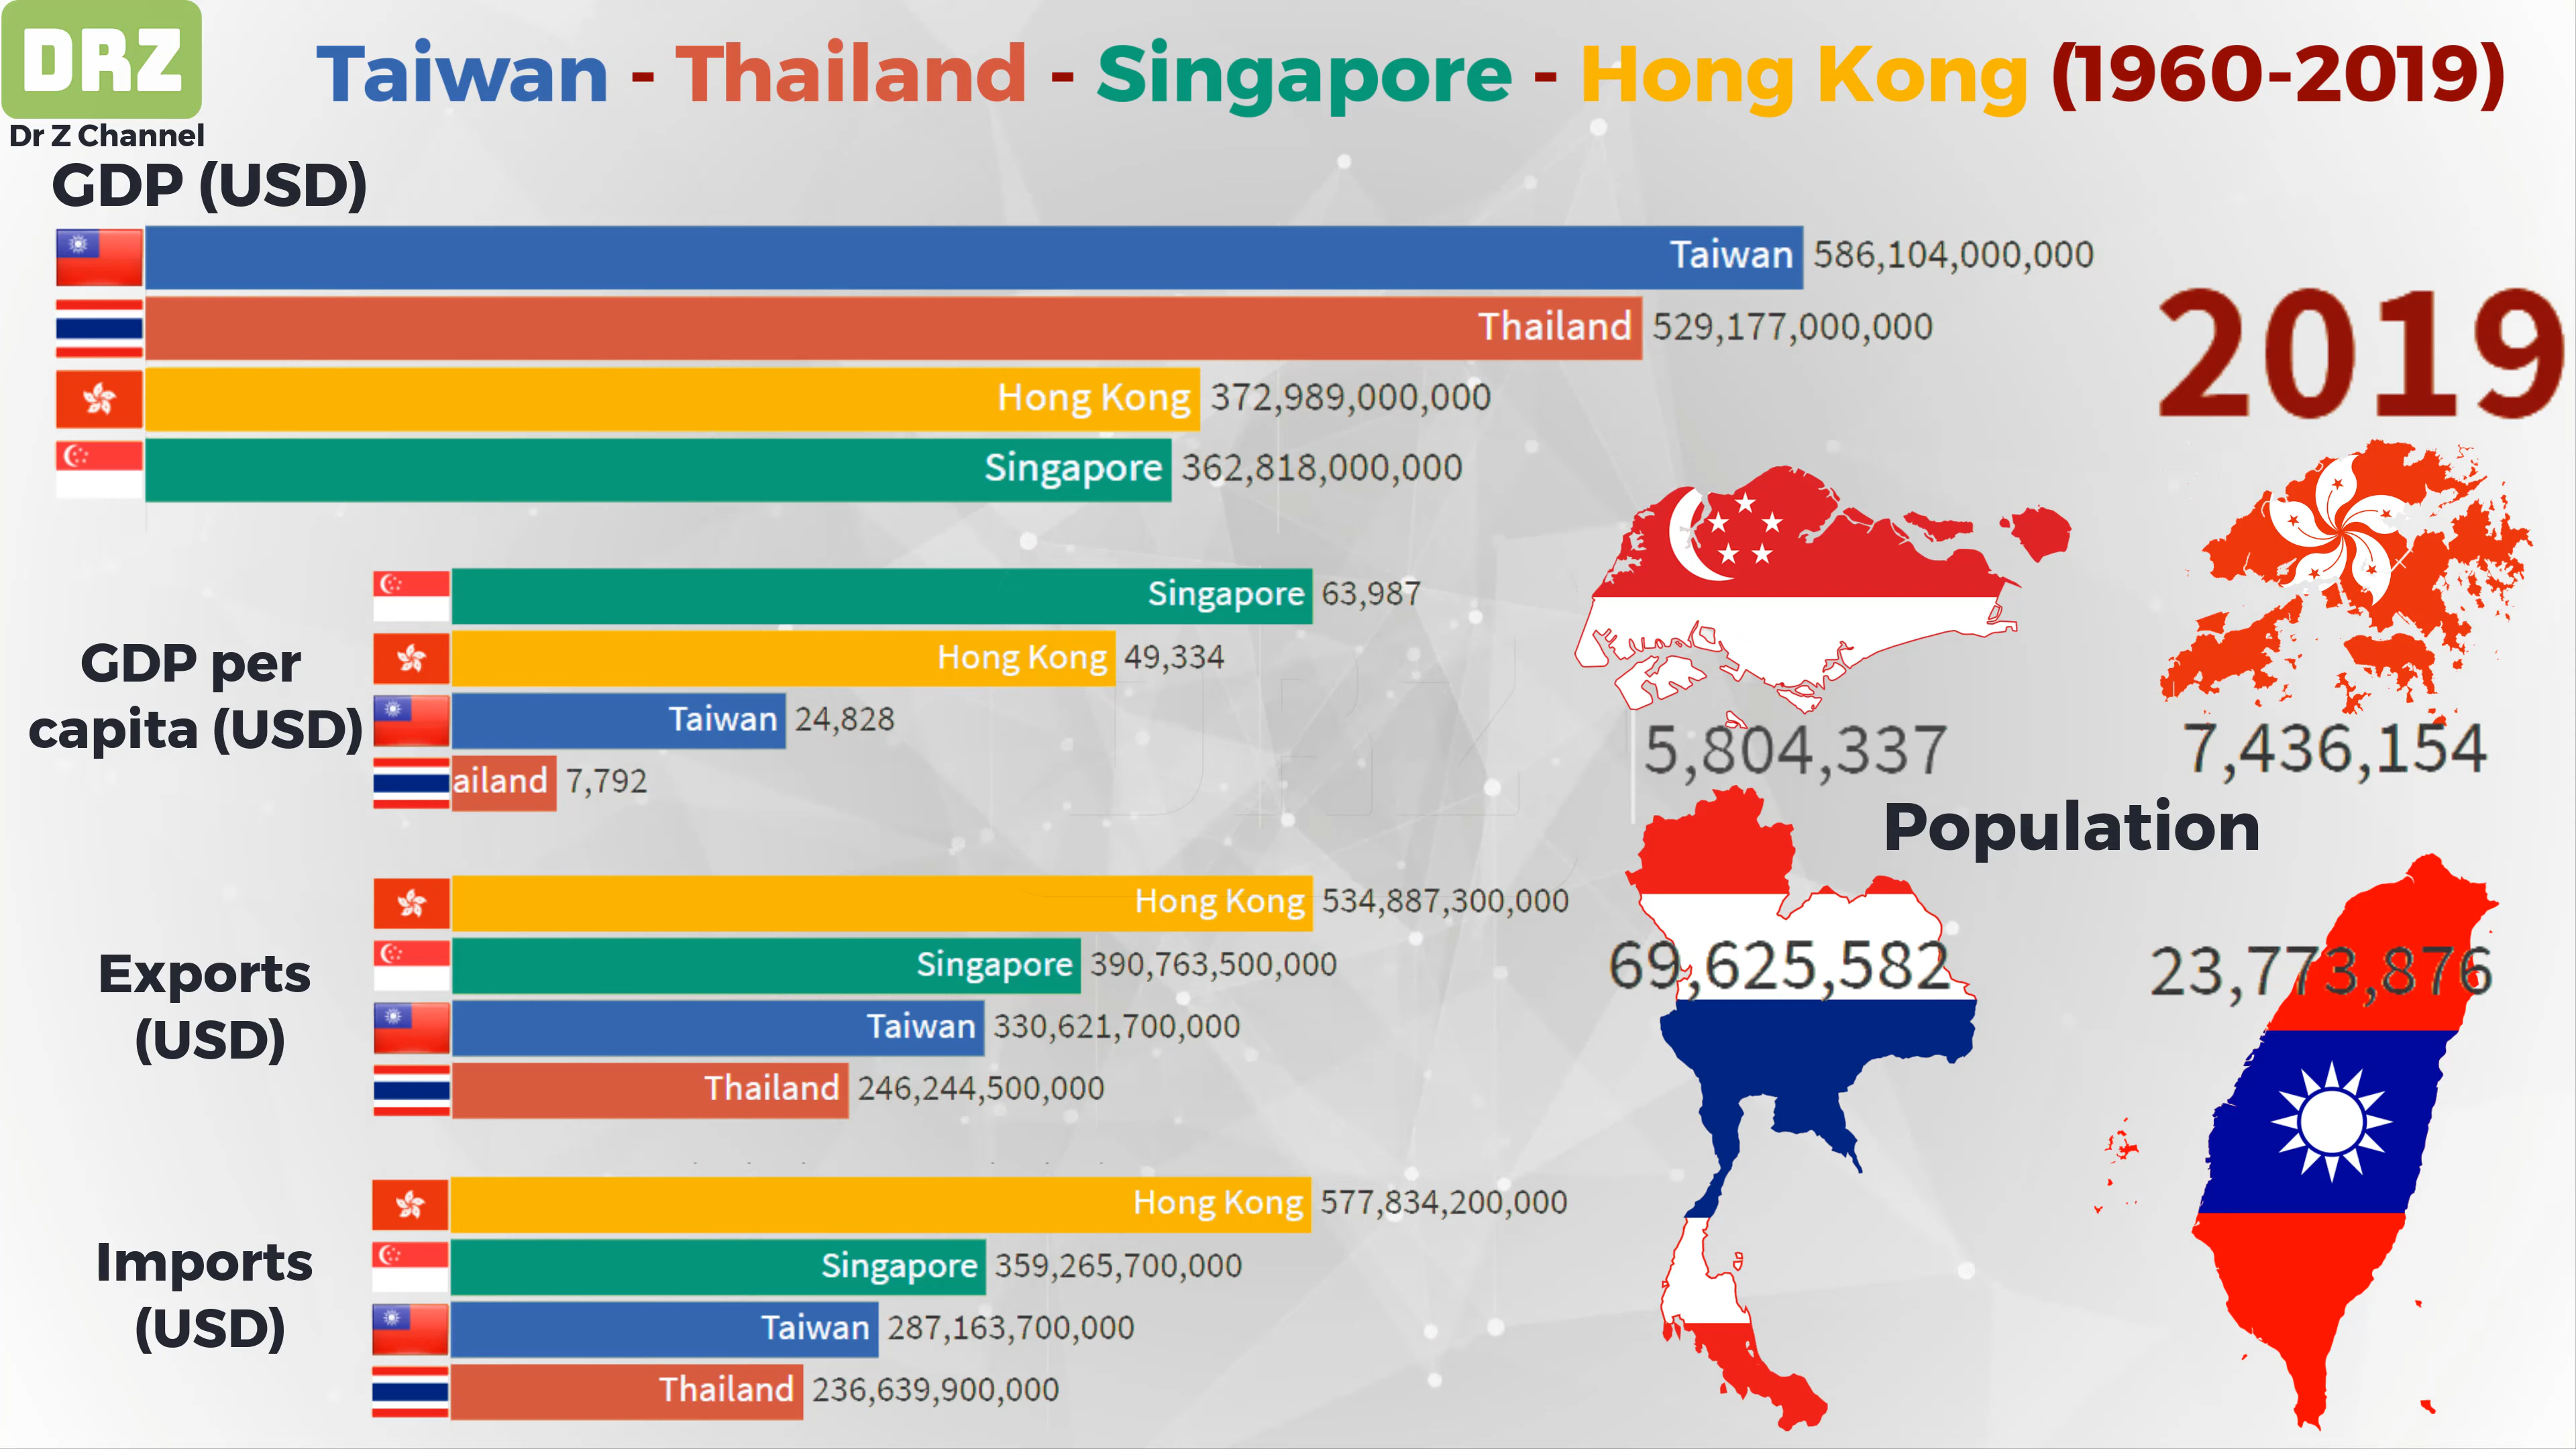 DRZ
Dr Z Channel
Taiwan - Thailand - Singapore - Hong Kong (1960-2019)
GDP (USD)
Taiwan 586,104,000,000
Thailand 529,177,000,000
Hong Kong 372,989,000,000
Singapore 362,818,000,000
2019
GDP per
capita (USD)
Singapore 63,987
Hong Kong 49,334
Taiwan 24,828
ailand 7,792
Exports
(USD)
Hong Kong 534,887,300,000
Singapore 390,763,500,000
Taiwan 330,621,700,000
Thailand 246,244,500,000
Imports
(USD)
Hong Kong 577,834,200,000
Singapore 359,265,700,000
Taiwan 287,163,700,000
Thailand 236,639,900,000
5,804,337
7,436,154
Population
69,625,582
23,773,876